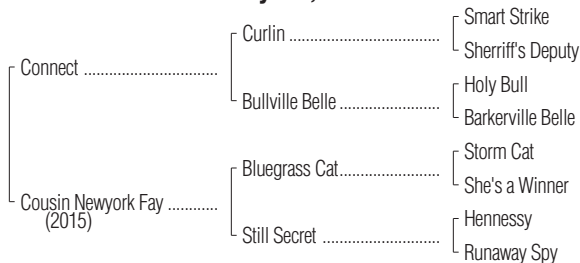 Smart Strike
Curlin
Sherriff's Deputy
Connect
Holy Bull
Bullville Belle
Barkerville Belle
Storm Cat
Bluegrass Cat
She's a Winner
Cousin Newyork Fay
(2015)
Hennessy
Still Secret
Runaway Spy